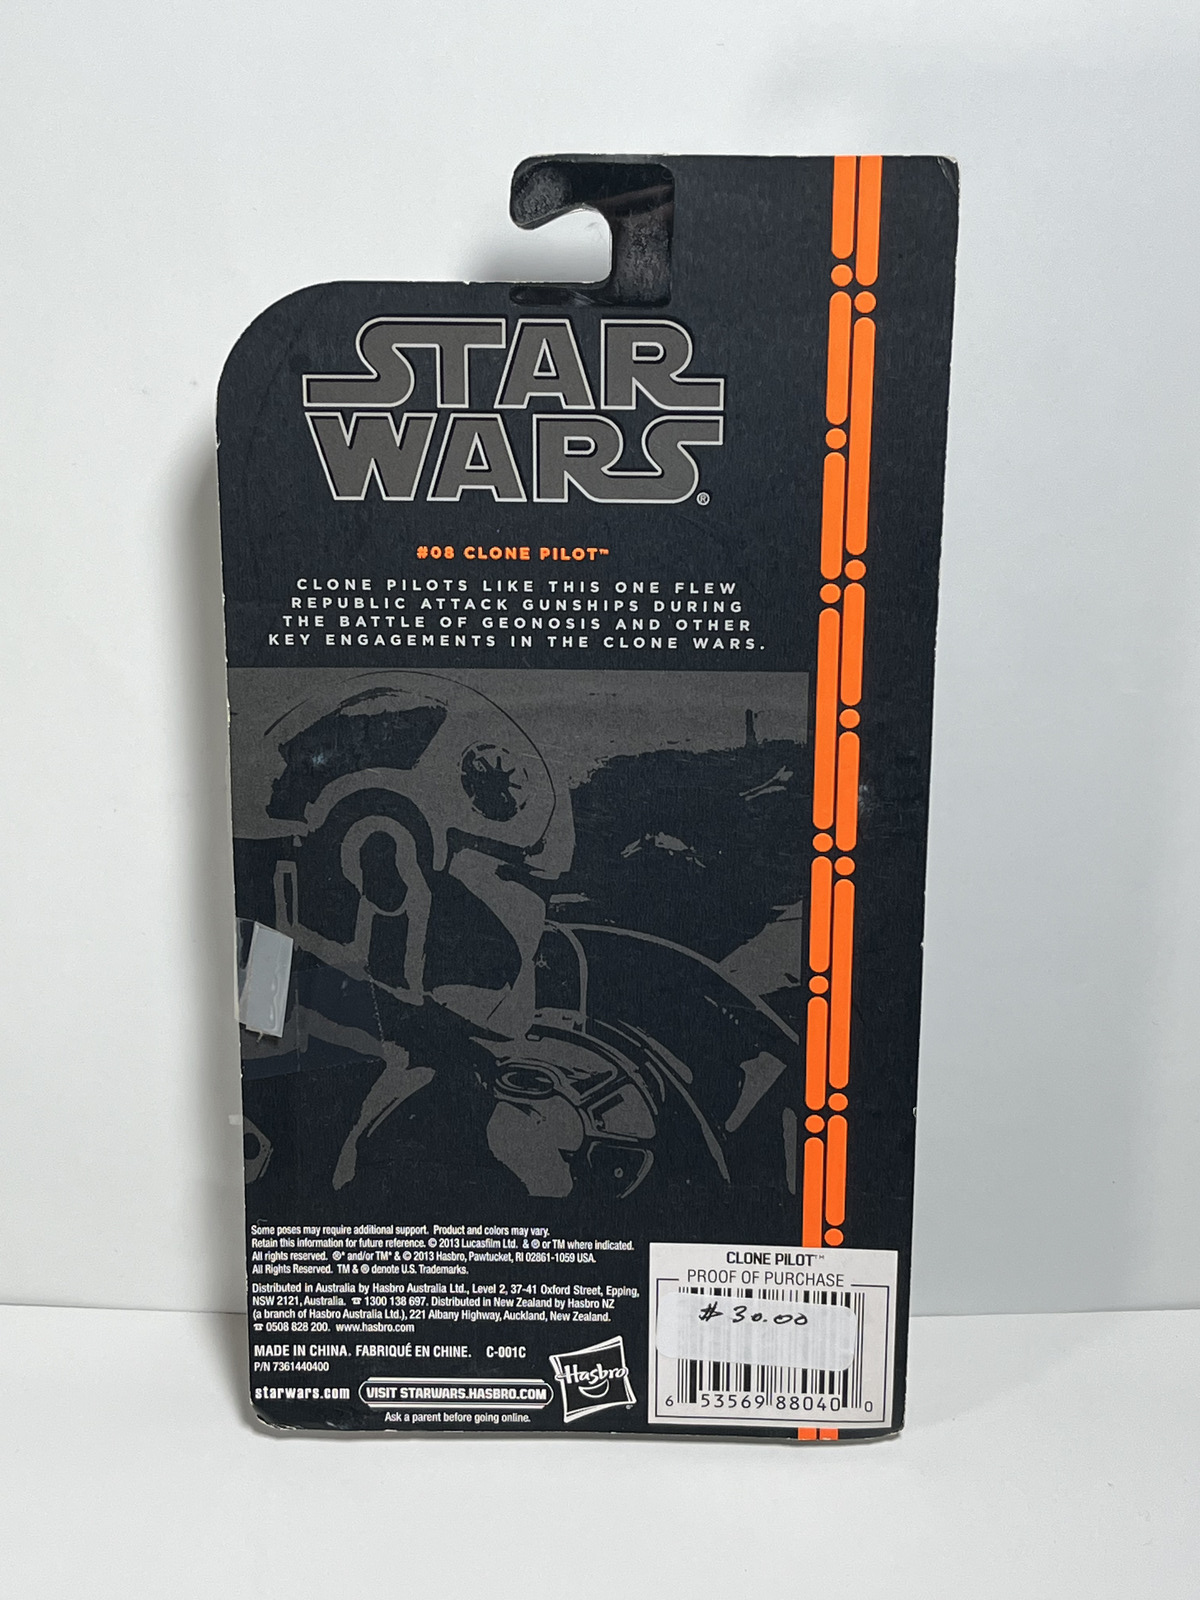 STAR
WARS®
#08 CLONE PILOT™
CLONE PILOTS LIKE THIS ONE FLEW
REPUBLIC ATTACK GUNSHIPS DURING
THE BATTLE OF GEONOSIS AND OTHER
KEY ENGAGEMENTS IN THE CLONE WARS.
Some poses may require additional support. Product and colors may vary.
Retain this information for future reference. © 2013 Lucasfilm Ltd. & ® or TM where indicated.
All rights reserved. ®* and/or TM* & © 2013 Hasbro, Pawtucket, RI 02861-1059 USA.
All Rights Reserved. TM & ® denote U.S. Trademarks.
Distributed in Australia by Hasbro Australia Ltd., Level 2, 37-41 Oxford Street, Epping,
NSW 2121, Australia. ☎ 1300 138 697. Distributed in New Zealand by Hasbro NZ
(a branch of Hasbro Australia Ltd.), 221 Albany Highway, Auckland, New Zealand.
☎ 0508 828 200. www.hasbro.com
MADE IN CHINA. FABRIQUÉ EN CHINE. C-001C
P/N 7361440400
starwars.com VISIT STARWARS.HASBRO.COM
Ask a parent before going online.
Hasbro
CLONE PILOT™
PROOF OF PURCHASE
$ 30.00
6 53569 88040 0